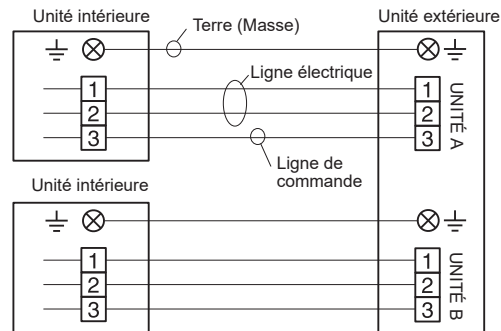 Unité intérieure
Unité extérieure
Terre (Masse)
Ligne électrique
1
1
2
2
3
3
UNITÉ A
Ligne de
commande
Unité intérieure
1
1
2
2
3
3
UNITÉ B